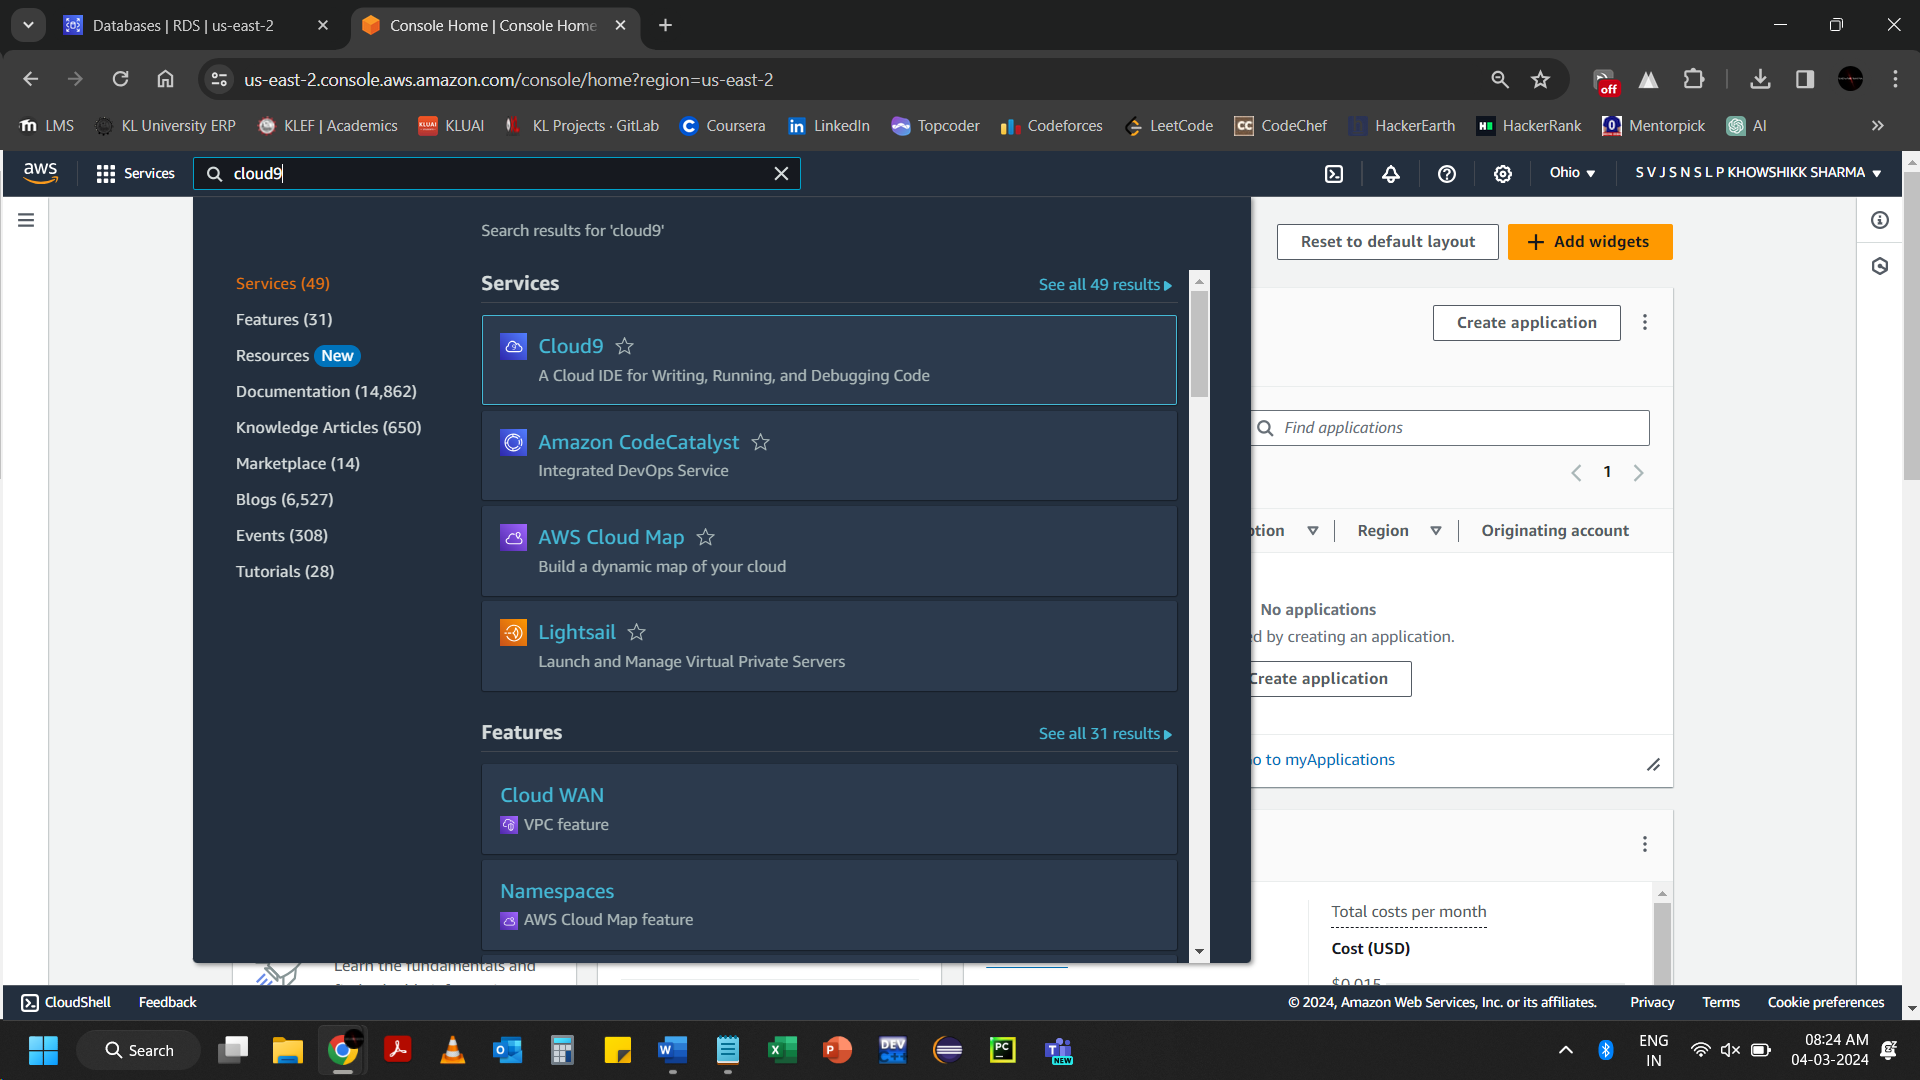 Databases | RDS | us-east-2
Console Home | Console Home
us-east-2.console.aws.amazon.com/console/home?region=us-east-2
off
LMS
KL University ERP
KLEF | Academics
KLUAI
KL Projects · GitLab
Coursera
LinkedIn
Topcoder
Codeforces
LeetCode
CodeChef
HackerEarth
HackerRank
Mentorpick
AI
aws
Services
cloud9
Ohio
S V J S N S L P KHOWSHIKK SHARMA
Search results for 'cloud9'
Reset to default layout
Add widgets
Services (49)
Features (31)
Resources New
Documentation (14,862)
Knowledge Articles (650)
Marketplace (14)
Blogs (6,527)
Events (308)
Tutorials (28)
Services
See all 49 results
Cloud9
A Cloud IDE for Writing, Running, and Debugging Code
Amazon CodeCatalyst
Integrated DevOps Service
AWS Cloud Map
Build a dynamic map of your cloud
Lightsail
Launch and Manage Virtual Private Servers
Features
See all 31 results
Cloud WAN
VPC feature
Namespaces
AWS Cloud Map feature
Create application
Find applications
1
Region
Originating account
No applications
by creating an application.
Create application
to myApplications
Total costs per month
Cost (USD)
$0.015
Learn the fundamentals and
CloudShell
Feedback
© 2024, Amazon Web Services, Inc. or its affiliates.
Privacy
Terms
Cookie preferences
Search
ENG
IN
08:24 AM
04-03-2024